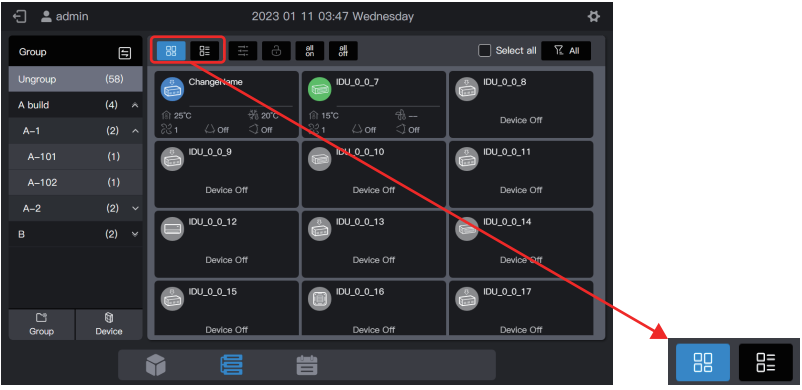 admin
2023 01 11 03:47 Wednesday
Group
all on
all off
Select all
All
Ungroup (58)
A build (4)
A-1 (2)
A-101 (1)
A-102 (1)
A-2 (2)
B (2)
Group
Device
ChangeName
25°C 20°C
1 Off Off
IDU_0_0_7
15°C --
1 Off Off
IDU_0_0_8
Device Off
IDU_0_0_9
Device Off
IDU_0_0_10
Device Off
IDU_0_0_11
Device Off
IDU_0_0_12
Device Off
IDU_0_0_13
Device Off
IDU_0_0_14
Device Off
IDU_0_0_15
Device Off
IDU_0_0_16
Device Off
IDU_0_0_17
Device Off